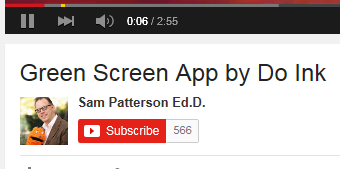 0:06 / 2:55
Green Screen App by Do Ink
Sam Patterson Ed.D.
Subscribe 566